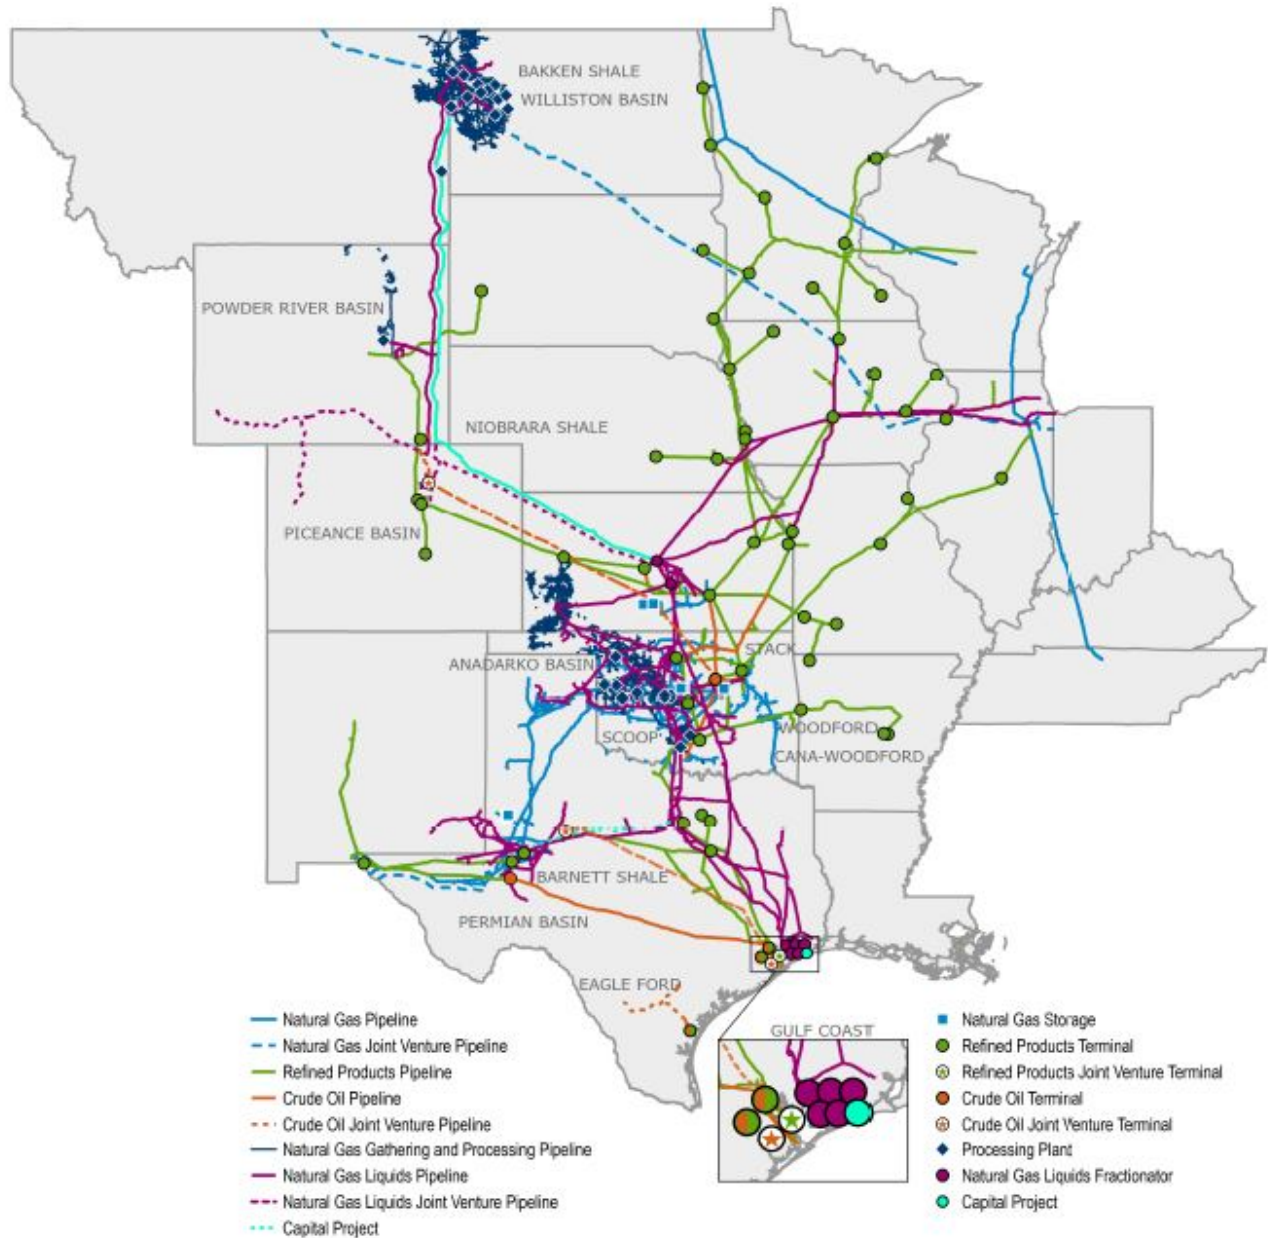 BAKKEN SHALE
WILLISTON BASIN
POWDER RIVER BASIN
NIOBRARA SHALE
PICEANCE BASIN
STACK
ANADARKO BASIN
WOODFORD
SCOOP
CANA-WOODFORD
BARNETT SHALE
PERMIAN BASIN
EAGLE FORD
GULF COAST
Natural Gas Pipeline
Natural Gas Joint Venture Pipeline
Refined Products Pipeline
Crude Oil Pipeline
Crude Oil Joint Venture Pipeline
Natural Gas Gathering and Processing Pipeline
Natural Gas Liquids Pipeline
Natural Gas Liquids Joint Venture Pipeline
Capital Project
Natural Gas Storage
Refined Products Terminal
Refined Products Joint Venture Terminal
Crude Oil Terminal
Crude Oil Joint Venture Terminal
Processing Plant
Natural Gas Liquids Fractionator
Capital Project